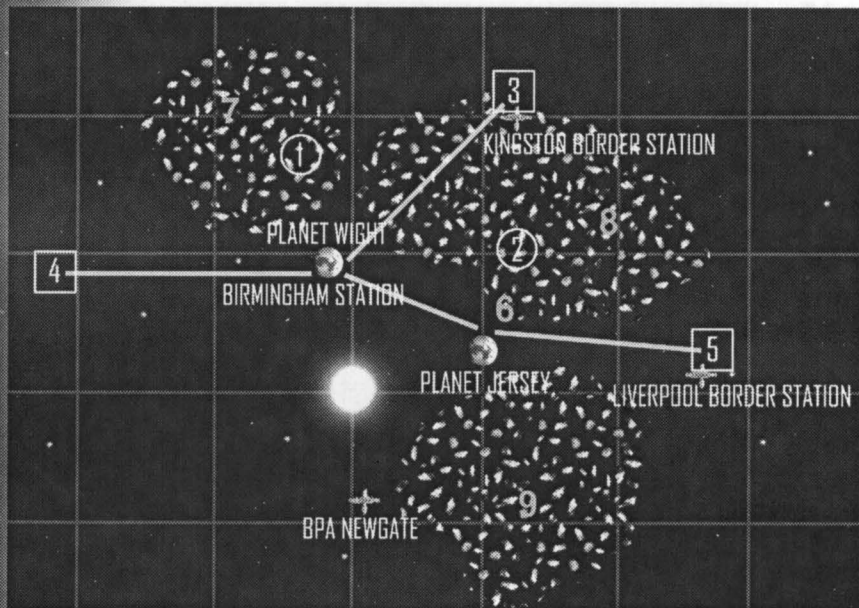 3
7
KINGSTON BORDER STATION
1
8
PLANET WIGHT
2
4
BIRMINGHAM STATION
6
5
PLANET JERSEY
LIVERPOOL BORDER STATION
9
BPA NEWGATE